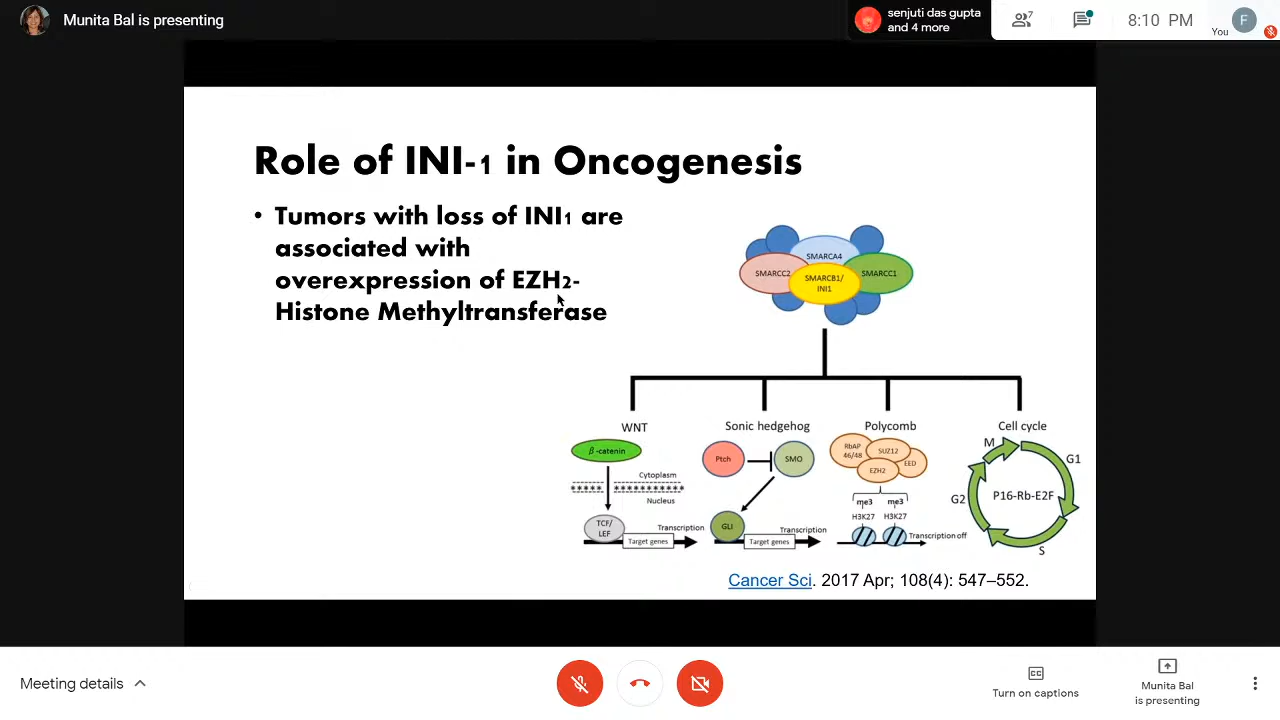 Munita Bal is presenting
senjuti das gupta
and 4 more
7
8:10 PM
You
F
Role of INI-1 in Oncogenesis
• Tumors with loss of INI1 are
associated with
overexpression of EZH2-
Histone Methyltransferase
SMARCA4
SMARCC2
SMARCB1/
INI1
SMARCC1
WNT
β-catenin
Cytoplasm
Nucleus
TCF/
LEF
Transcription
Target genes
Sonic hedgehog
Ptch
SMO
GLI
Transcription
Target genes
Polycomb
RbAP
46/48
SUZ12
EED
EZH2
me3 me3
H3K27 H3K27
Transcription off
Cell cycle
M
G1
G2
P16-Rb-E2F
S
Cancer Sci. 2017 Apr; 108(4): 547–552.
Meeting details
CC
Turn on captions
Munita Bal
is presenting